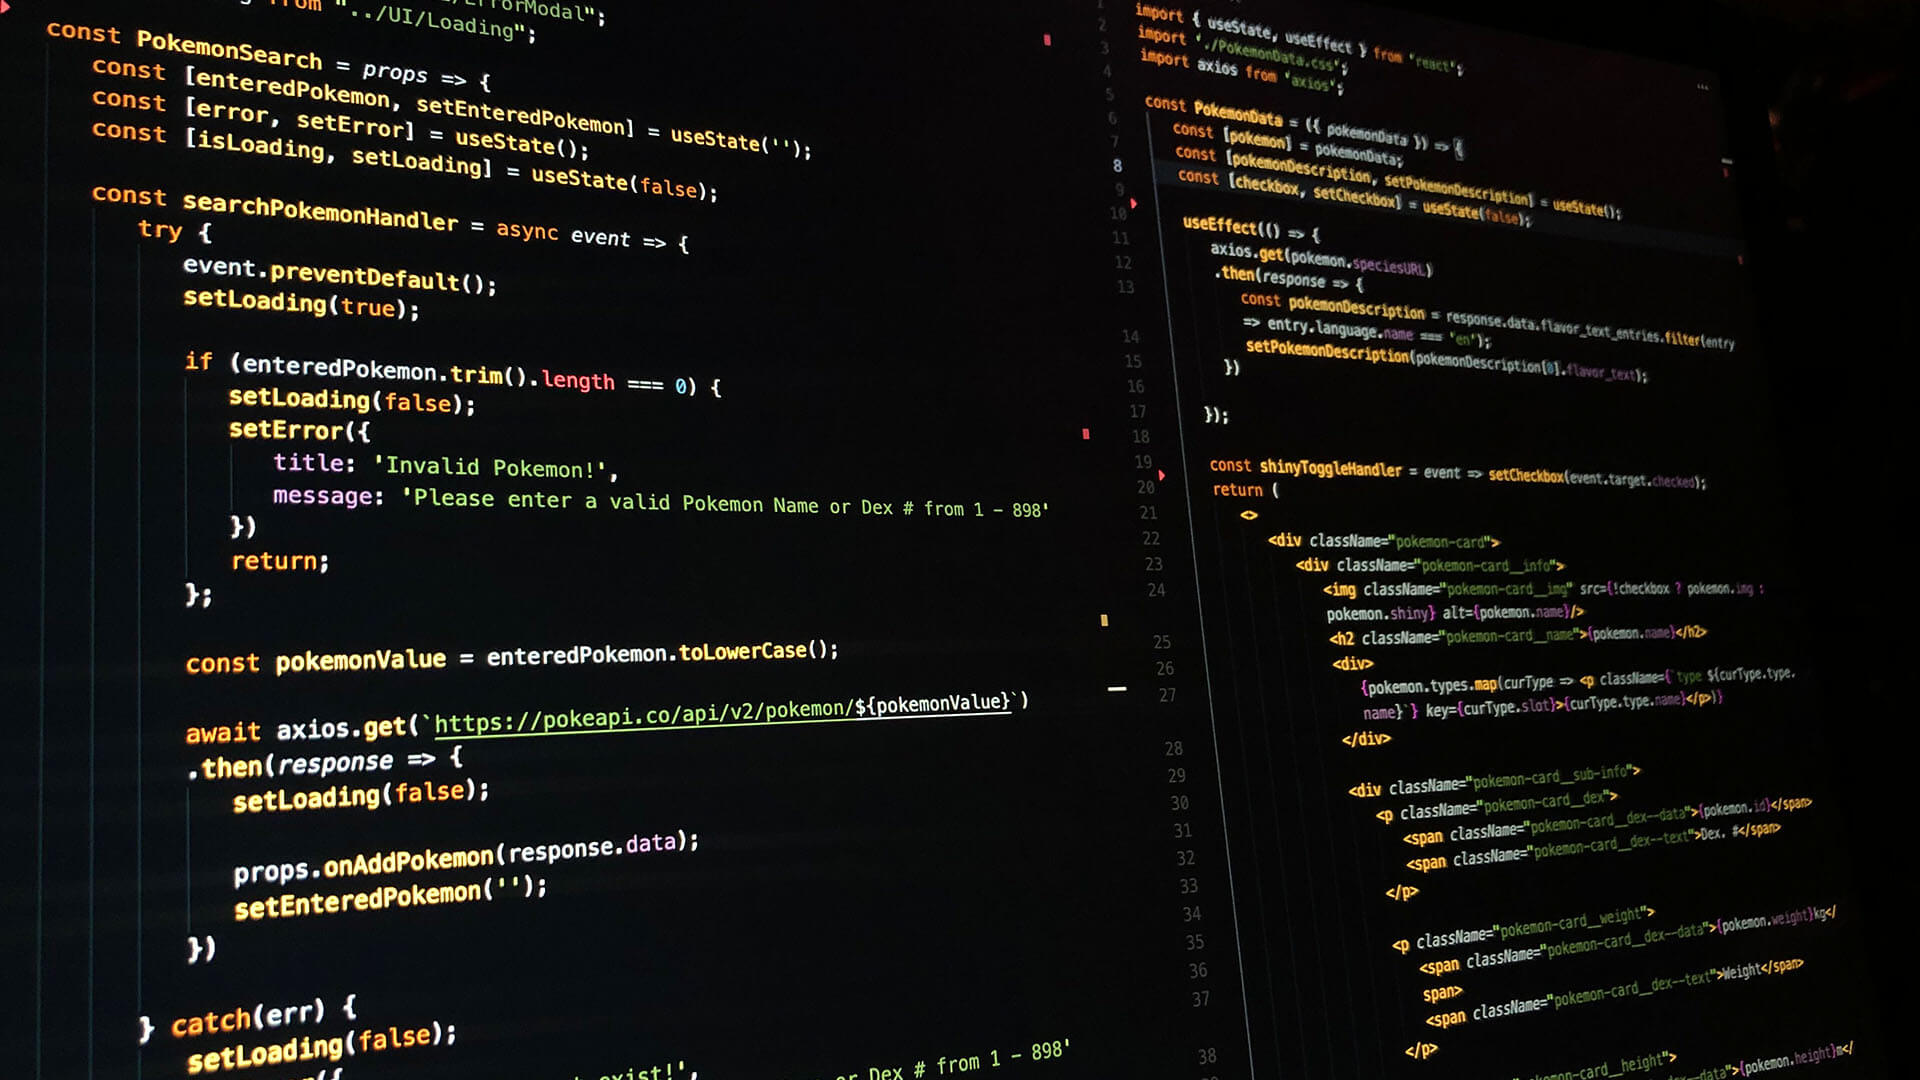 ErrorModal";
from "../UI/Loading";
const PokemonSearch = props => {
const [enteredPokemon, setEnteredPokemon] = useState('');
const [error, setError] = useState();
const [isLoading, setLoading] = useState(false);
const searchPokemonHandler = async event => {
try {
event.preventDefault();
setLoading(true);
if (enteredPokemon.trim().length === 0) {
setLoading(false);
setError({
title: 'Invalid Pokemon!',
message: 'Please enter a valid Pokemon Name or Dex # from 1 - 898'
})
return;
};
const pokemonValue = enteredPokemon.toLowerCase();
await axios.get(`https://pokeapi.co/api/v2/pokemon/${pokemonValue}`)
.then(response => {
setLoading(false);
props.onAddPokemon(response.data);
setEnteredPokemon('');
})
} catch(err) {
setLoading(false);
exist!',
or Dex # from 1 - 898'
1 import { useState, useEffect } from 'react';
2 import './PokemonData.css';
3 import axios from 'axios';
4
5 const PokemonData = ({ pokemonData }) => {
6 const [pokemon] = pokemonData;
7 const [pokemonDescription, setPokemonDescription] = useState();
8 const [checkbox, setCheckbox] = useState(false);
9
10 useEffect(() => {
11 axios.get(pokemon.speciesURL)
12 .then(response => {
13 const pokemonDescription = response.data.flavor_text_entries.filter(entry
=> entry.language.name === 'en');
14 setPokemonDescription(pokemonDescription[0].flavor_text);
15 })
16
17 });
18
19 const shinyToggleHandler = event => setCheckbox(event.target.checked);
20 return (
21 <>
22 <div className="pokemon-card">
23 <div className="pokemon-card__info">
24 <img className="pokemon-card__img" src={!checkbox ? pokemon.img :
pokemon.shiny} alt={pokemon.name}/>
25 <h2 className="pokemon-card__name">{pokemon.name}</h2>
26 <div>
27 {pokemon.types.map(curType => <p className={`type ${curType.type.
name}`} key={curType.slot}>{curType.type.name}</p>)}
28 </div>
29
30 <div className="pokemon-card__sub-info">
31 <p className="pokemon-card__dex">
32 <span className="pokemon-card__dex--data">{pokemon.id}</span>
33 <span className="pokemon-card__dex--text">Dex. #</span>
34 </p>
35
36 <p className="pokemon-card__weight">
37 <span className="pokemon-card__dex--data">{pokemon.weight}kg</
span>
38 <span className="pokemon-card__dex--text">Weight</span>
</p>
pokemon-card__height">
--data">{pokemon.height}m</